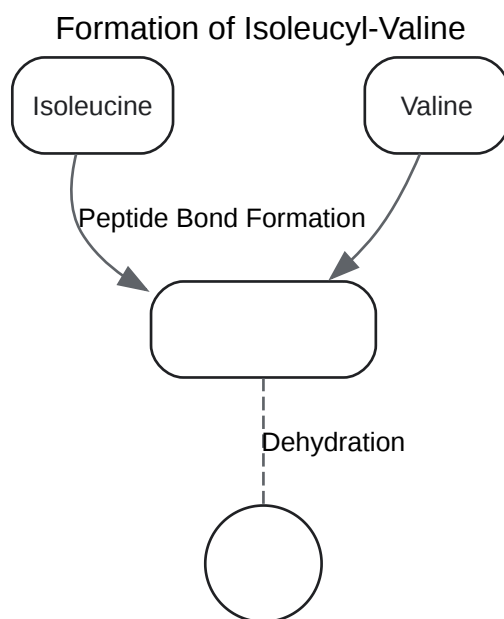 Formation of Isoleucyl-Valine
Isoleucine
Valine
Peptide Bond Formation
Dehydration